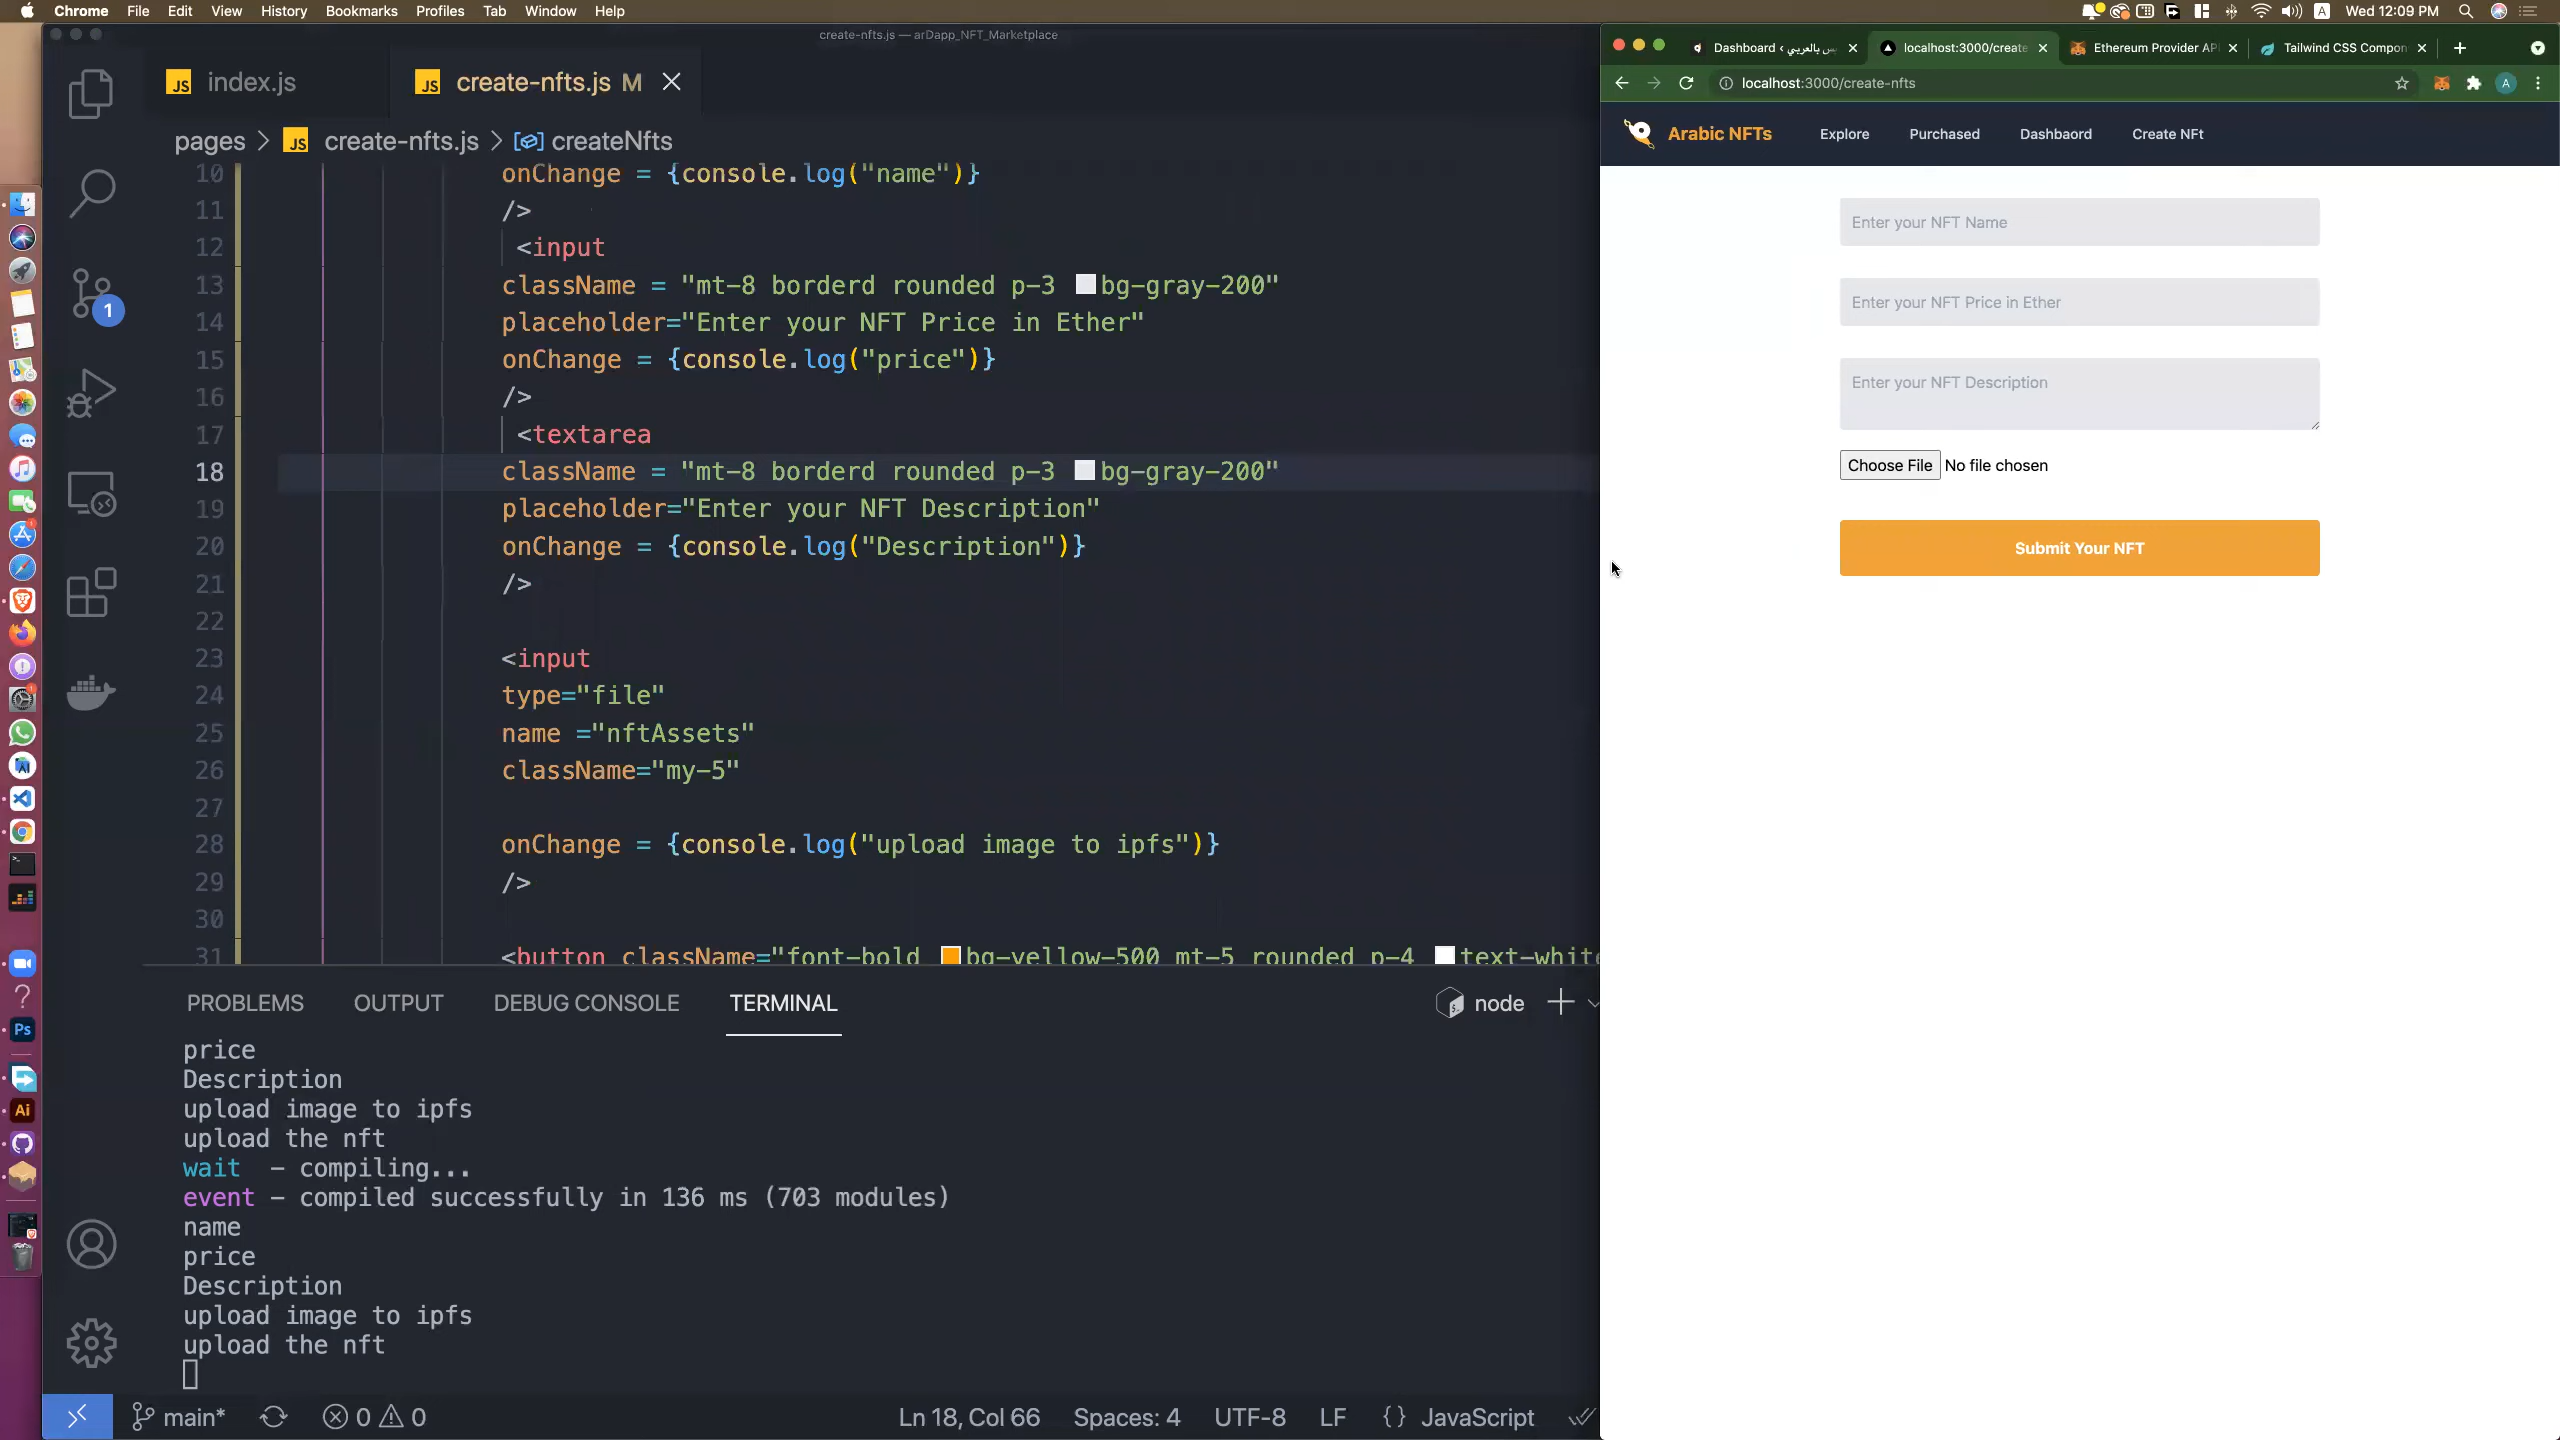 Chrome File Edit View History Bookmarks Profiles Tab Window Help
A Wed 12:09 PM
create-nfts.js — arDapp_NFT_Marketplace
JS index.js
JS create-nfts.js M
pages > JS create-nfts.js > createNfts
10 onChange = {console.log("name")}
11 />
12 <input
13 className = "mt-8 borderd rounded p-3 bg-gray-200"
14 placeholder="Enter your NFT Price in Ether"
15 onChange = {console.log("price")}
16 />
17 <textarea
18 className = "mt-8 borderd rounded p-3 bg-gray-200"
19 placeholder="Enter your NFT Description"
20 onChange = {console.log("Description")}
21 />
22
23 <input
24 type="file"
25 name ="nftAssets"
26 className="my-5"
27
28 onChange = {console.log("upload image to ipfs")}
29 />
30
31 <button className="font-bold bg-yellow-500 mt-5 rounded p-4 text-white
1
PROBLEMS OUTPUT DEBUG CONSOLE TERMINAL
node
price
Description
upload image to ipfs
upload the nft
wait - compiling...
event - compiled successfully in 136 ms (703 modules)
name
price
Description
upload image to ipfs
upload the nft
main* 0 0 Ln 18, Col 66 Spaces: 4 UTF-8 LF {} JavaScript
Ps
Ai
Dashboard ‹ بالعربي
localhost:3000/create
Ethereum Provider API
Tailwind CSS Compon
localhost:3000/create-nfts
A
Arabic NFTs
Explore Purchased Dashbaord Create NFt
Enter your NFT Name
Enter your NFT Price in Ether
Enter your NFT Description
Choose File No file chosen
Submit Your NFT